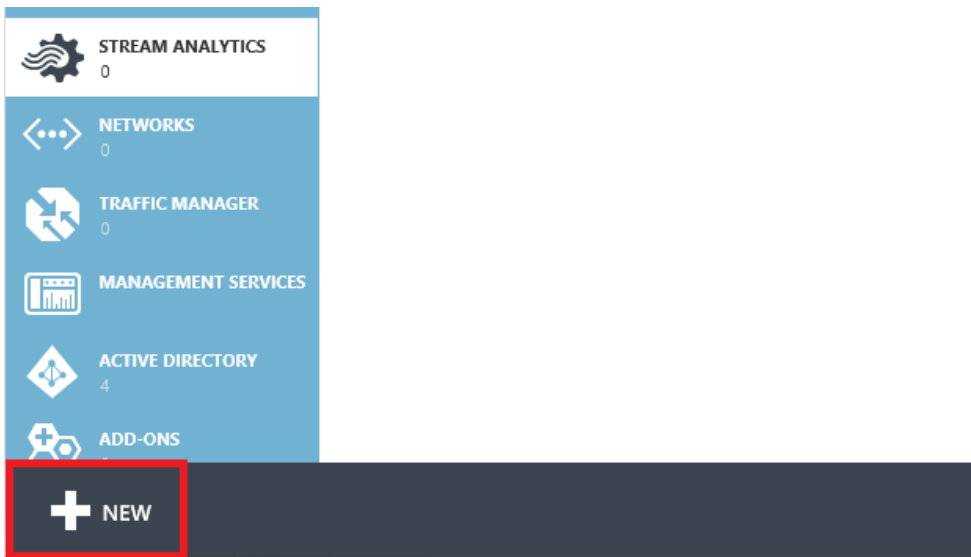 STREAM ANALYTICS
0
NETWORKS
0
TRAFFIC MANAGER
0
MANAGEMENT SERVICES
ACTIVE DIRECTORY
4
ADD-ONS
NEW